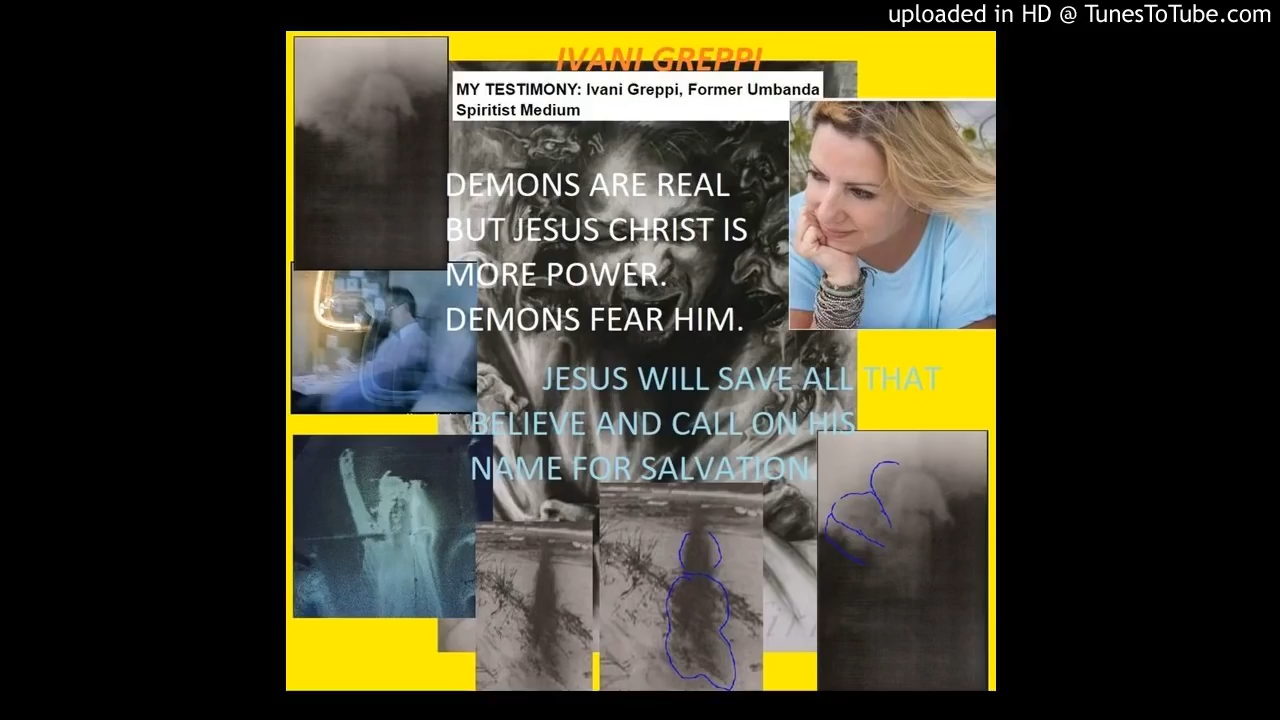 uploaded in HD @ TunesToTube.com
IVANI GREPPI
MY TESTIMONY: Ivani Greppi, Former Umbanda
Spiritist Medium
DEMONS ARE REAL
BUT JESUS CHRIST IS
MORE POWER.
DEMONS FEAR HIM.
JESUS WILL SAVE ALL THAT
BELIEVE AND CALL ON HIS
NAME FOR SALVATION.